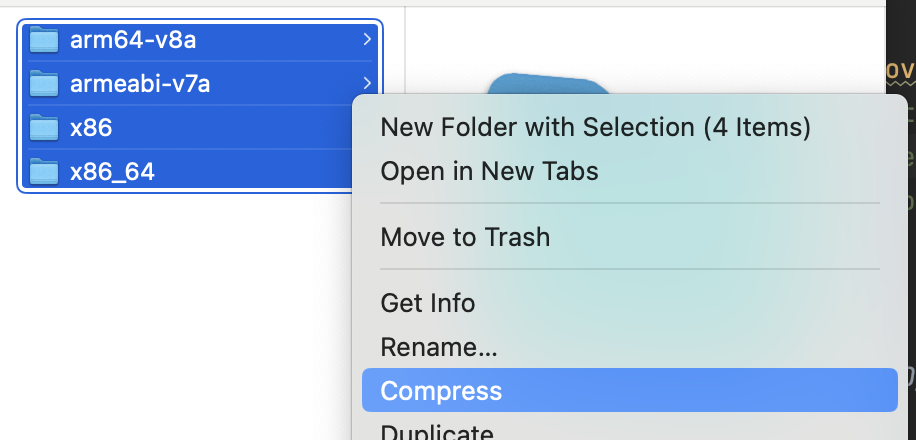 arm64-v8a
armeabi-v7a
x86
x86_64
New Folder with Selection (4 Items)
Open in New Tabs
Move to Trash
Get Info
Rename...
Compress
Duplicate
ov